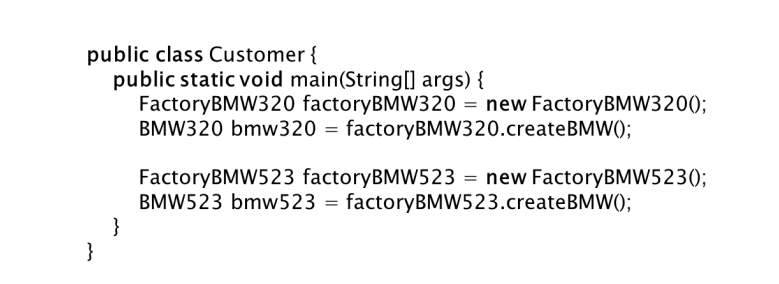 public class Customer {
public static void main(String[] args) {
FactoryBMW320 factoryBMW320 = new FactoryBMW320();
BMW320 bmw320 = factoryBMW320.createBMW();
FactoryBMW523 factoryBMW523 = new FactoryBMW523();
BMW523 bmw523 = factoryBMW523.createBMW();
}
}